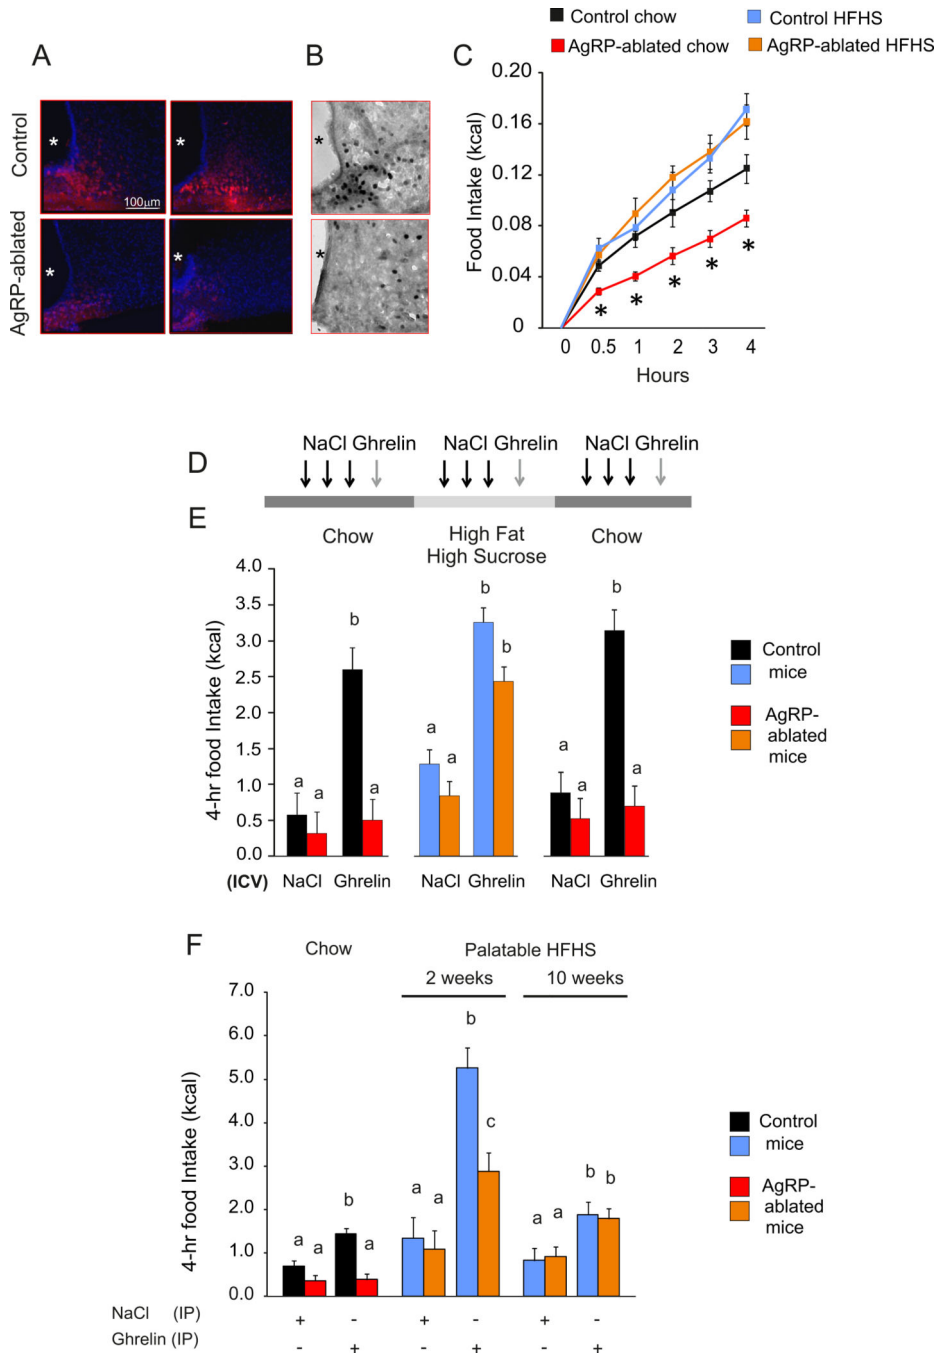 Control chow
Control HFHS
AgRP-ablated chow
AgRP-ablated HFHS
A
B
C
Control
AgRP-ablated
*
*
*
100µm
*
*
*
Food Intake (kcal)
0.20
0.16
0.12
0.08
0.04
0
* * * * *
0 0.5 1 2 3 4
Hours
D
NaCl Ghrelin
NaCl Ghrelin
NaCl Ghrelin
E
Chow
High Fat
High Sucrose
Chow
4-hr food Intake (kcal)
4.0
3.5
3.0
2.5
2.0
1.5
1.0
0.5
0.0
a a b a
a a b b
a a b a
(ICV)
NaCl Ghrelin
NaCl Ghrelin
NaCl Ghrelin
Control
mice
AgRP-
ablated
mice
F
Chow
Palatable HFHS
2 weeks
10 weeks
4-hr food Intake (kcal)
7.0
6.0
5.0
4.0
3.0
2.0
1.0
0.0
a a b a
a a b c
a a b b
Control
mice
AgRP-
ablated
mice
NaCl (IP) + - + - + -
Ghrelin (IP) - + - + - +